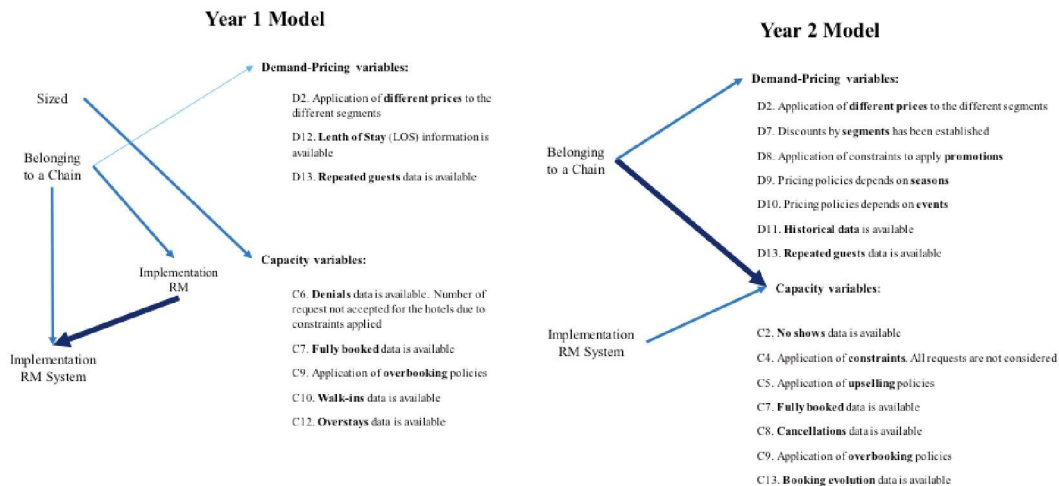 Year 1 Model
Sized
Belonging
to a Chain
Implementation
RM
Implementation
RM System
Demand-Pricing variables:
D2. Application of different prices to the
different segments
D12. Lenth of Stay (LOS) information is
available
D13. Repeated guests data is available
Capacity variables:
C6. Denials data is available. Number of
request not accepted for the hotels due to
constraints applied
C7. Fully booked data is available
C9. Application of overbooking policies
C10. Walk-ins data is available
C12. Overstays data is available
Year 2 Model
Belonging
to a Chain
Implementation
RM System
Demand-Pricing variables:
D2. Application of different prices to the different segments
D7. Discounts by segments has been established
D8. Application of constraints to apply promotions
D9. Pricing policies depends on seasons
D10. Pricing policies depends on events
D11. Historical data is available
D13. Repeated guests data is available
Capacity variables:
C2. No shows data is available
C4. Application of constraints. All requests are not considered
C5. Application of upselling policies
C7. Fully booked data is available
C8. Cancellations data is available
C9. Application of overbooking policies
C13. Booking evolution data is available